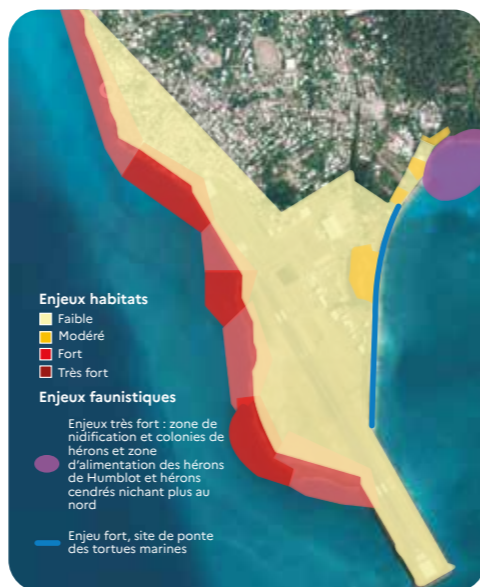 Enjeux habitats
Faible
Modéré
Fort
Très fort
Enjeux faunistiques
Enjeux très fort : zone de
nidification et colonies de
hérons et zone
d'alimentation des hérons
de Humblot et hérons
cendrés nichant plus au
nord
Enjeu fort, site de ponte
des tortues marines